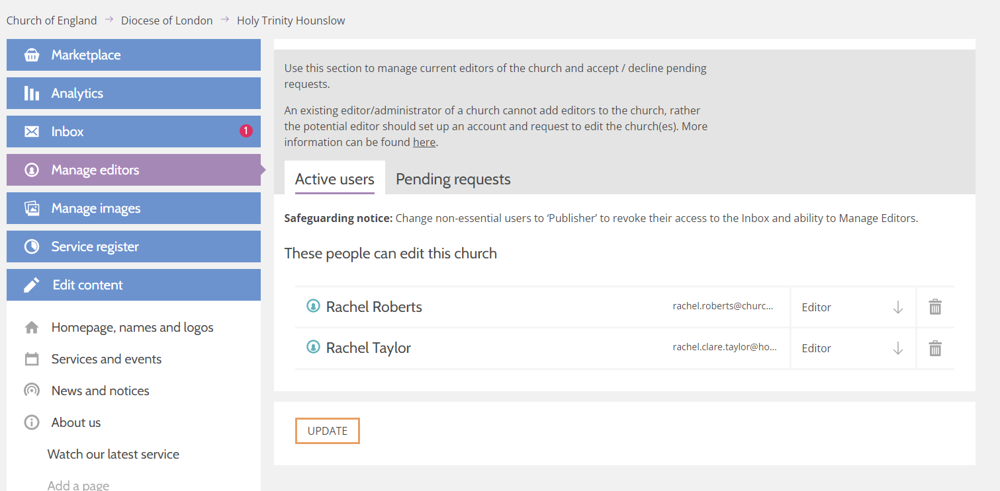 Church of England → Diocese of London → Holy Trinity Hounslow
Marketplace
Analytics
Inbox 1
Manage editors
Manage images
Service register
Edit content
Homepage, names and logos
Services and events
News and notices
About us
Watch our latest service
Add a page
Use this section to manage current editors of the church and accept / decline pending
requests.
An existing editor/administrator of a church cannot add editors to the church, rather
the potential editor should set up an account and request to edit the church(es). More
information can be found here.
Active users Pending requests
Safeguarding notice: Change non-essential users to ‘Publisher’ to revoke their access to the Inbox and ability to Manage Editors.
These people can edit this church
Rachel Roberts rachel.roberts@churc... Editor
Rachel Taylor rachel.clare.taylor@ho... Editor
UPDATE